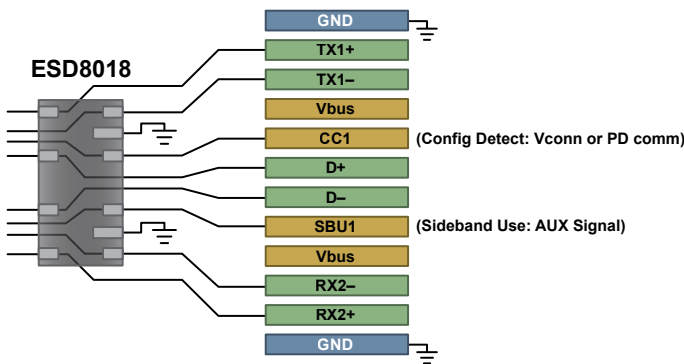 GND
TX1+
ESD8018
TX1–
Vbus
CC1 (Config Detect: Vconn or PD comm)
D+
D–
SBU1 (Sideband Use: AUX Signal)
Vbus
RX2–
RX2+
GND